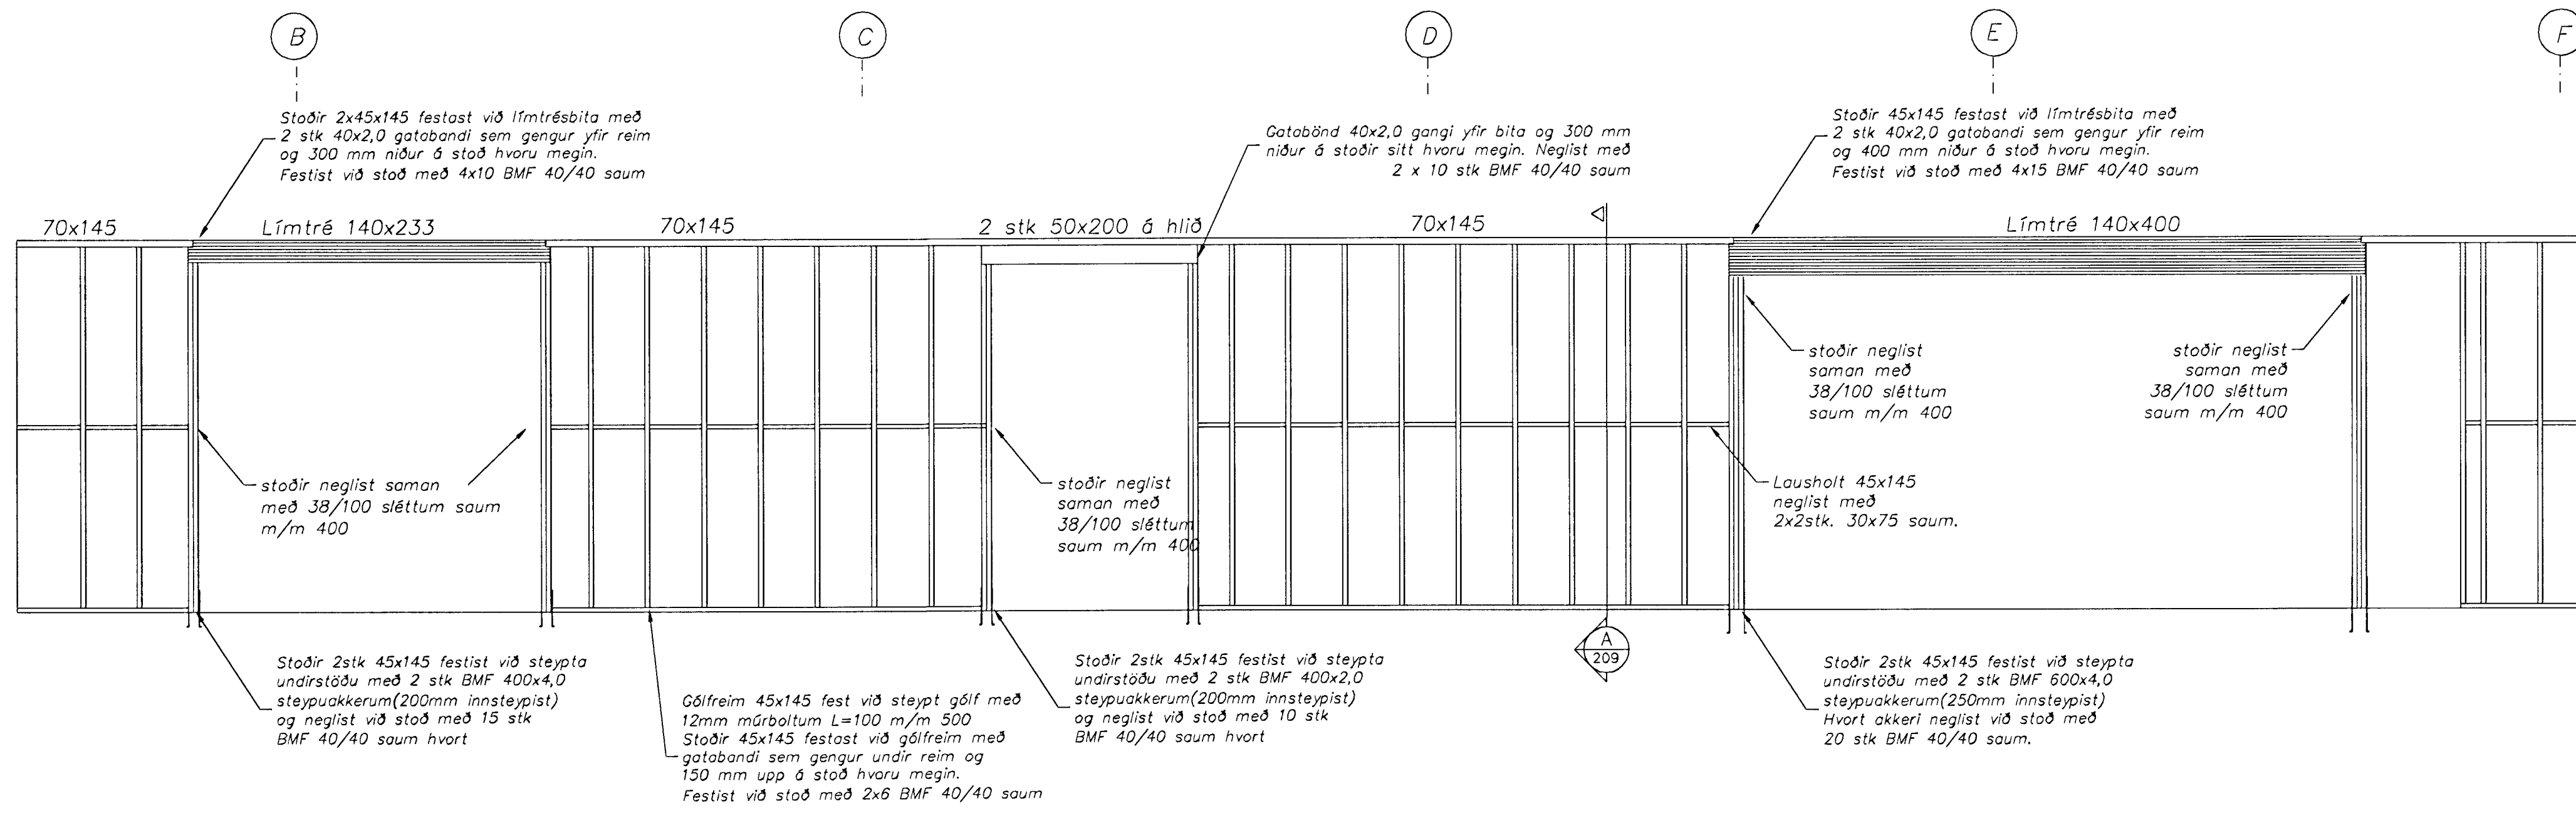 B
C
D
E
F
Stoðir 2x45x145 festast við límtrésbita með
2 stk 40x2,0 gatabandi sem gengur yfir reim
og 300 mm niður á stoð hvoru megin.
Festist við stoð með 4x10 BMF 40/40 saum
Gatabönd 40x2,0 gangi yfir bita og 300 mm
niður á stoðir sitt hvoru megin. Neglist með
2 x 10 stk BMF 40/40 saum
Stoðir 45x145 festast við límtrésbita með
2 stk 40x2,0 gatabandi sem gengur yfir reim
og 400 mm niður á stoð hvoru megin.
Festist við stoð með 4x15 BMF 40/40 saum
70x145
Límtré 140x233
70x145
2 stk 50x200 á hlið
70x145
Límtré 140x400
stoðir neglist
saman með
38/100 sléttum
saum m/m 400
stoðir neglist
saman með
38/100 sléttum
saum m/m 400
stoðir neglist saman
með 38/100 sléttum saum
m/m 400
stoðir neglist
saman með
38/100 sléttum
saum m/m 400
Lausholt 45x145
neglist með
2x2stk. 30x75 saum.
A
209
Stoðir 2stk 45x145 festist við steypta
undirstöðu með 2 stk BMF 400x4,0
steypuakkerum(200mm innsteypist)
og neglist við stoð með 15 stk
BMF 40/40 saum hvort
Gólfreim 45x145 fest við steypt gólf með
12mm múrboltum L=100 m/m 500
Stoðir 45x145 festast við gólfreim með
gatabandi sem gengur undir reim og
150 mm upp á stoð hvoru megin.
Festist við stoð með 2x6 BMF 40/40 saum
Stoðir 2stk 45x145 festist við steypta
undirstöðu með 2 stk BMF 400x2,0
steypuakkerum(200mm innsteypist)
og neglist við stoð með 10 stk
BMF 40/40 saum hvort
Stoðir 2stk 45x145 festist við steypta
undirstöðu með 2 stk BMF 600x4,0
steypuakkerum(250mm innsteypist)
Hvort akkeri neglist við stoð með
20 stk BMF 40/40 saum.